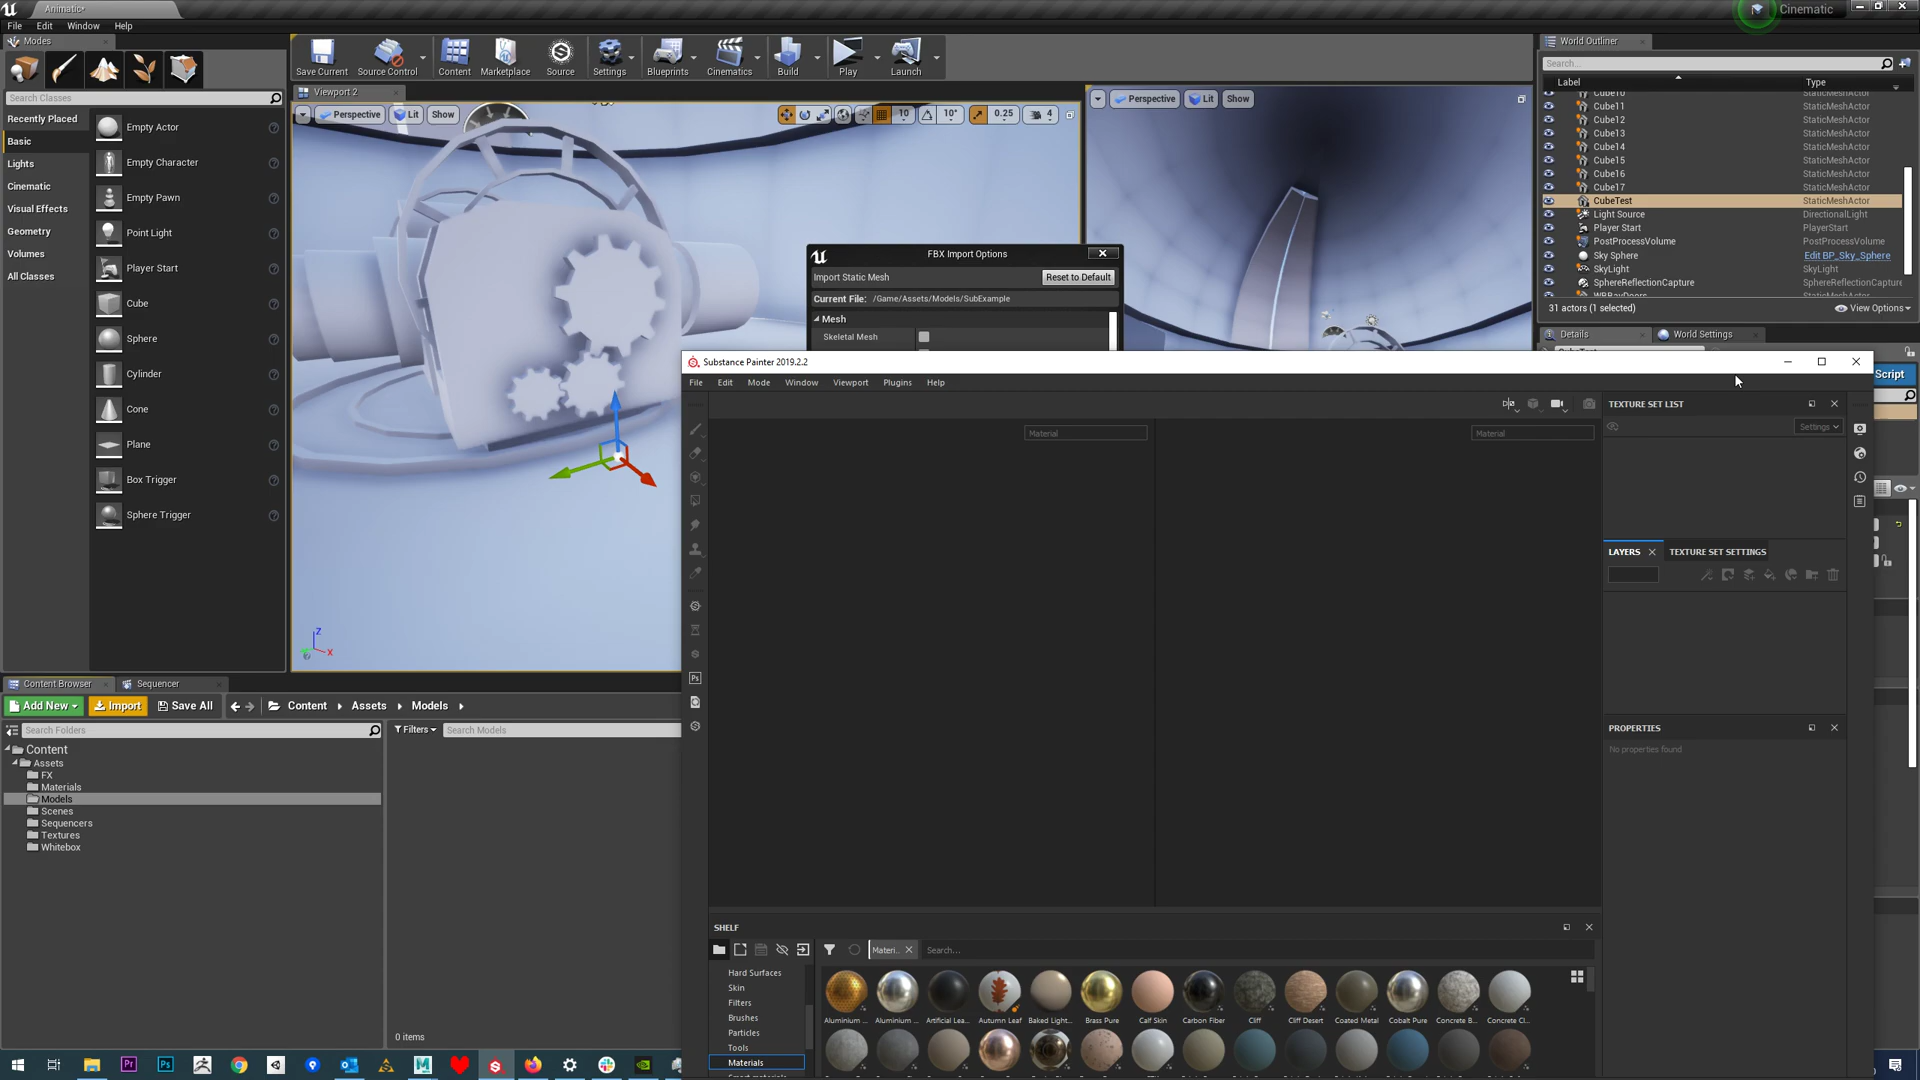 Animatic*
Cinematic
File Edit Window Help
Modes
Search Classes
Recently Placed
Basic
Lights
Cinematic
Visual Effects
Geometry
Volumes
All Classes
Empty Actor
Empty Character
Empty Pawn
Point Light
Player Start
Cube
Sphere
Cylinder
Cone
Plane
Box Trigger
Sphere Trigger
Save Current Source Control Content Marketplace Source Settings Blueprints Cinematics Build Play Launch
Viewport 2
Perspective Lit Show 10 10° 0.25 4
Perspective Lit Show
Z
X
FBX Import Options
Import Static Mesh Reset to Default
Current File: /Game/Assets/Models/SubExample
Mesh
Skeletal Mesh
World Outliner
Search...
Label Type
Cube10 StaticMeshActor
Cube11 StaticMeshActor
Cube12 StaticMeshActor
Cube13 StaticMeshActor
Cube14 StaticMeshActor
Cube15 StaticMeshActor
Cube16 StaticMeshActor
Cube17 StaticMeshActor
CubeTest StaticMeshActor
Light Source DirectionalLight
Player Start PlayerStart
PostProcessVolume PostProcessVolume
Sky Sphere Edit BP_Sky_Sphere
SkyLight SkyLight
SphereReflectionCapture SphereReflectionCapture
31 actors (1 selected) View Options
Details World Settings
Script
Substance Painter 2019.2.2
File Edit Mode Window Viewport Plugins Help
Material
Material
Ps
TEXTURE SET LIST
Settings
LAYERS TEXTURE SET SETTINGS
PROPERTIES
No properties found
SHELF
Materi... Search...
Hard Surfaces
Skin
Filters
Brushes
Particles
Tools
Materials
Aluminium ... Aluminium ... Artificial Lea... Autumn Leaf Baked Light... Brass Pure Calf Skin Carbon Fiber Cliff Cliff Desert Coated Metal Cobalt Pure Concrete B... Concrete Cl...
Content Browser Sequencer
Add New Import Save All Content Assets Models
Search Folders
Filters Search Models
Content
Assets
FX
Materials
Models
Scenes
Sequencers
Textures
Whitebox
0 items
Pr Ps